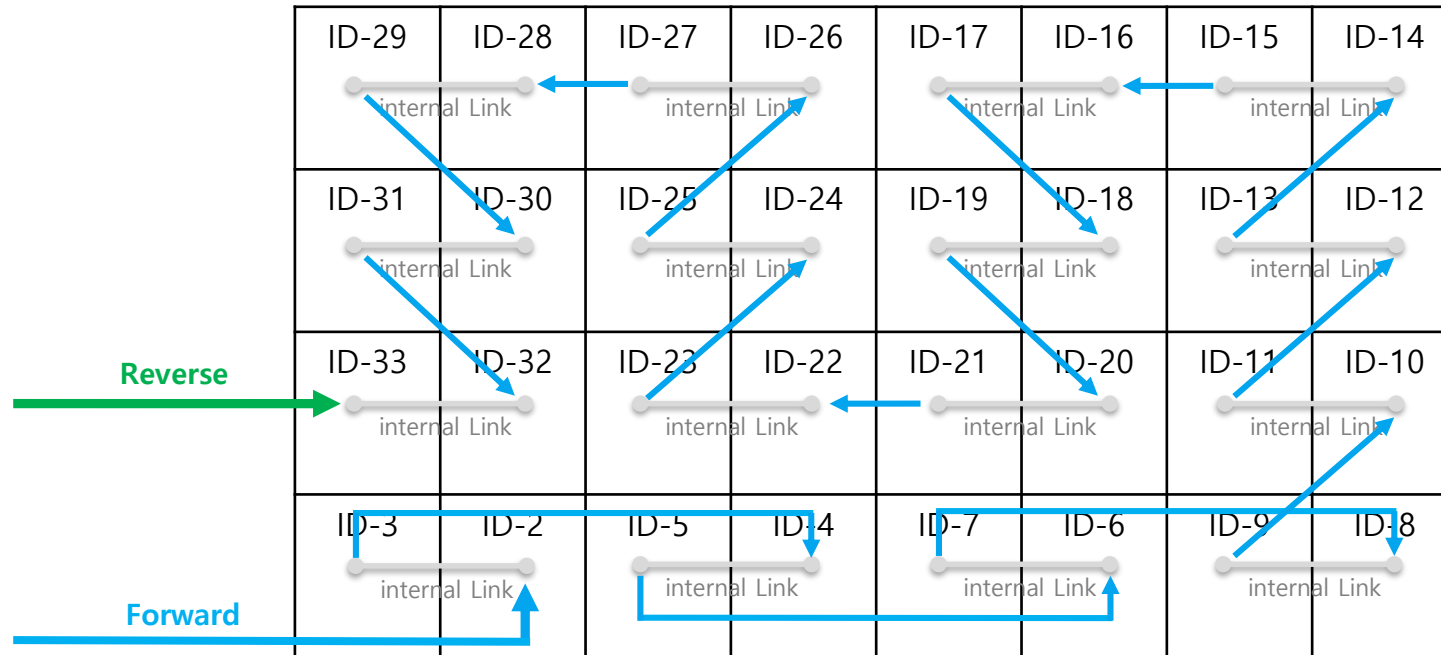 ID-29 ID-28 ID-27 ID-26 ID-17 ID-16 ID-15 ID-14
internal Link internal Link internal Link internal Link
ID-31 ID-30 ID-25 ID-24 ID-19 ID-18 ID-13 ID-12
internal Link internal Link internal Link internal Link
Reverse
ID-33 ID-32 ID-23 ID-22 ID-21 ID-20 ID-11 ID-10
internal Link internal Link internal Link internal Link
ID-3 ID-2 ID-5 ID-4 ID-7 ID-6 ID-9 ID-8
internal Link internal Link internal Link internal Link
Forward